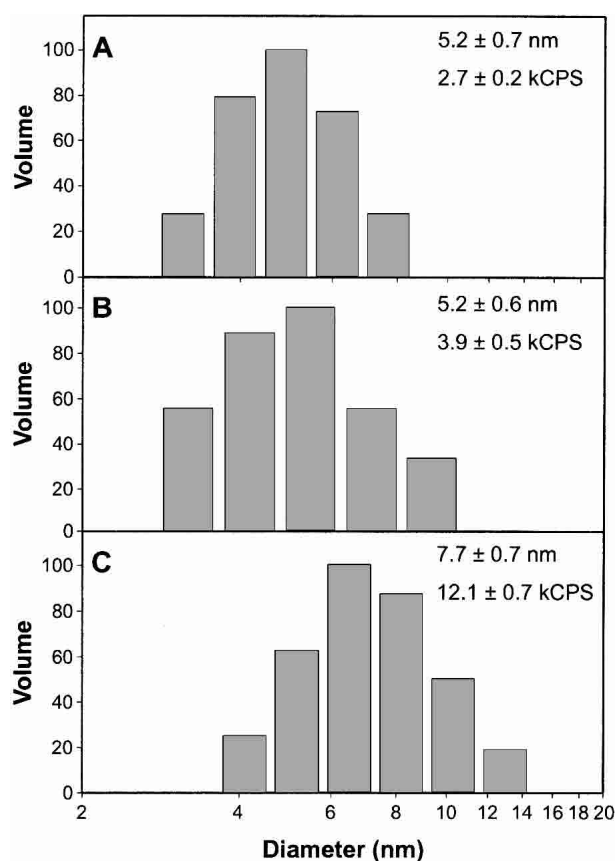 A
5.2 ± 0.7 nm
2.7 ± 0.2 kCPS
100
80
60
40
20
0
Volume
B
5.2 ± 0.6 nm
3.9 ± 0.5 kCPS
100
80
60
40
20
0
Volume
C
7.7 ± 0.7 nm
12.1 ± 0.7 kCPS
100
80
60
40
20
0
Volume
2 4 6 8 10 12 14 16 18 20
Diameter (nm)